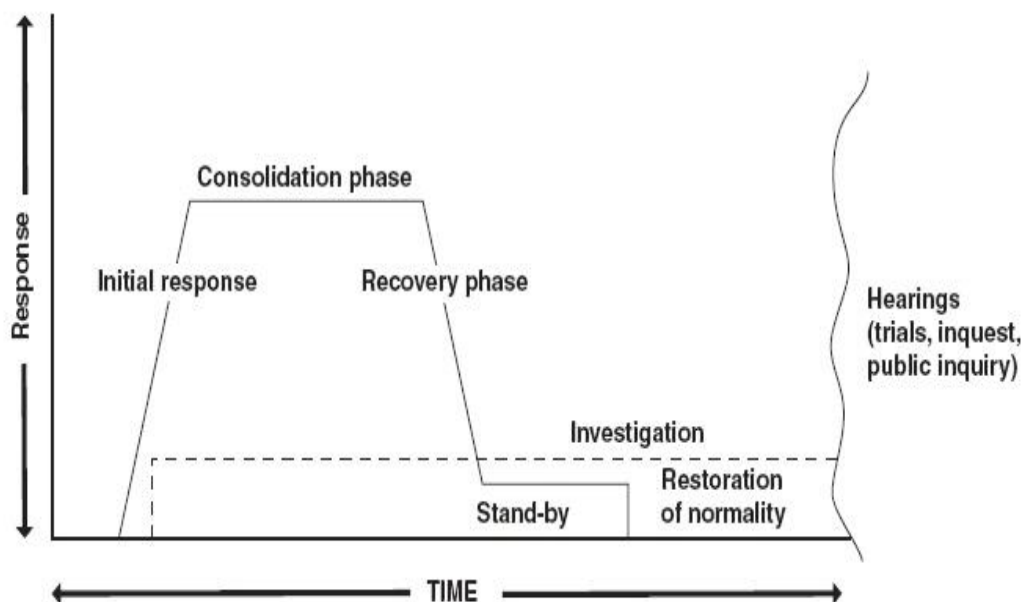 Consolidation phase
Response
Initial response
Recovery phase
Hearings
(trials, inquest,
public inquiry)
Investigation
Restoration
of normality
Stand-by
TIME